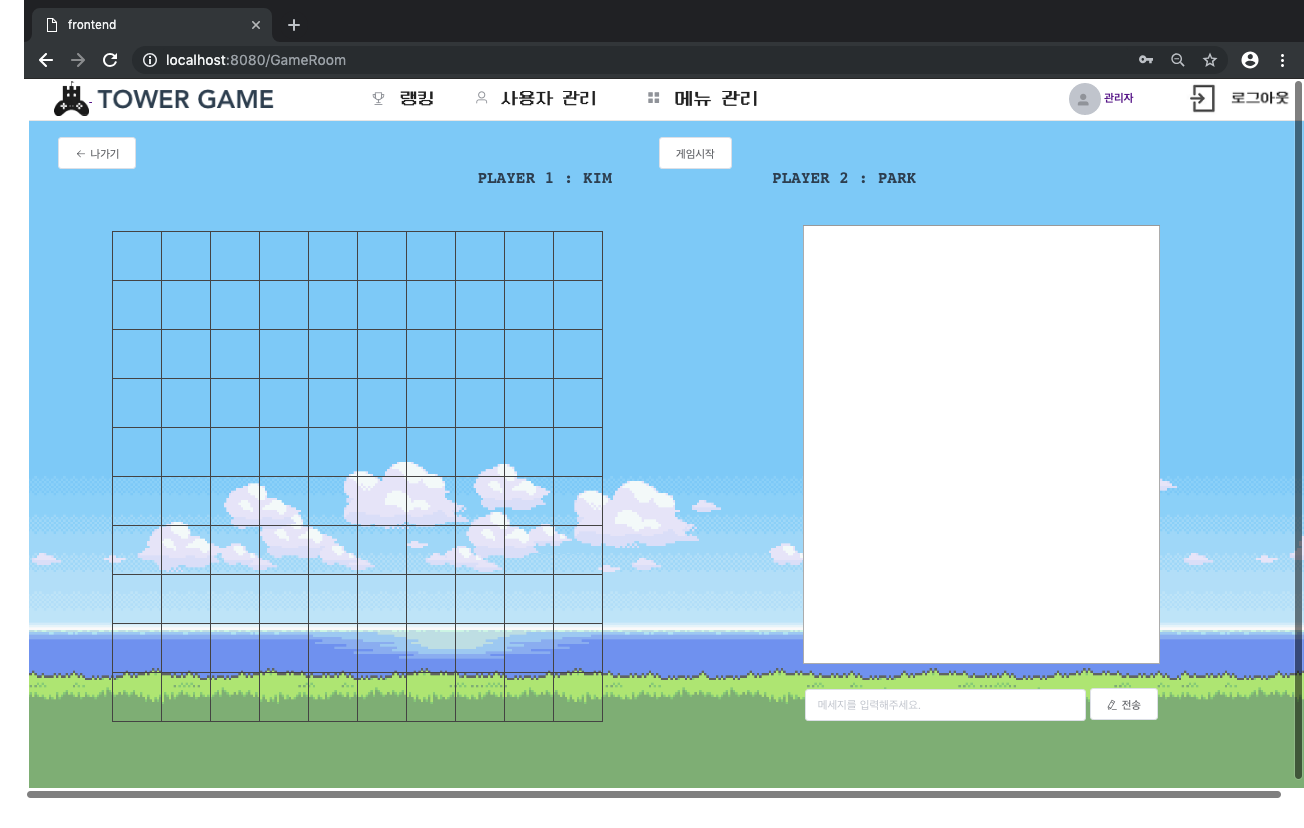 frontend
localhost:8080/GameRoom
TOWER GAME 랭킹 사용자 관리 메뉴 관리 관리자 로그아웃
← 나가기 게임시작
PLAYER 1 : KIM PLAYER 2 : PARK
메세지를 입력해주세요. 전송